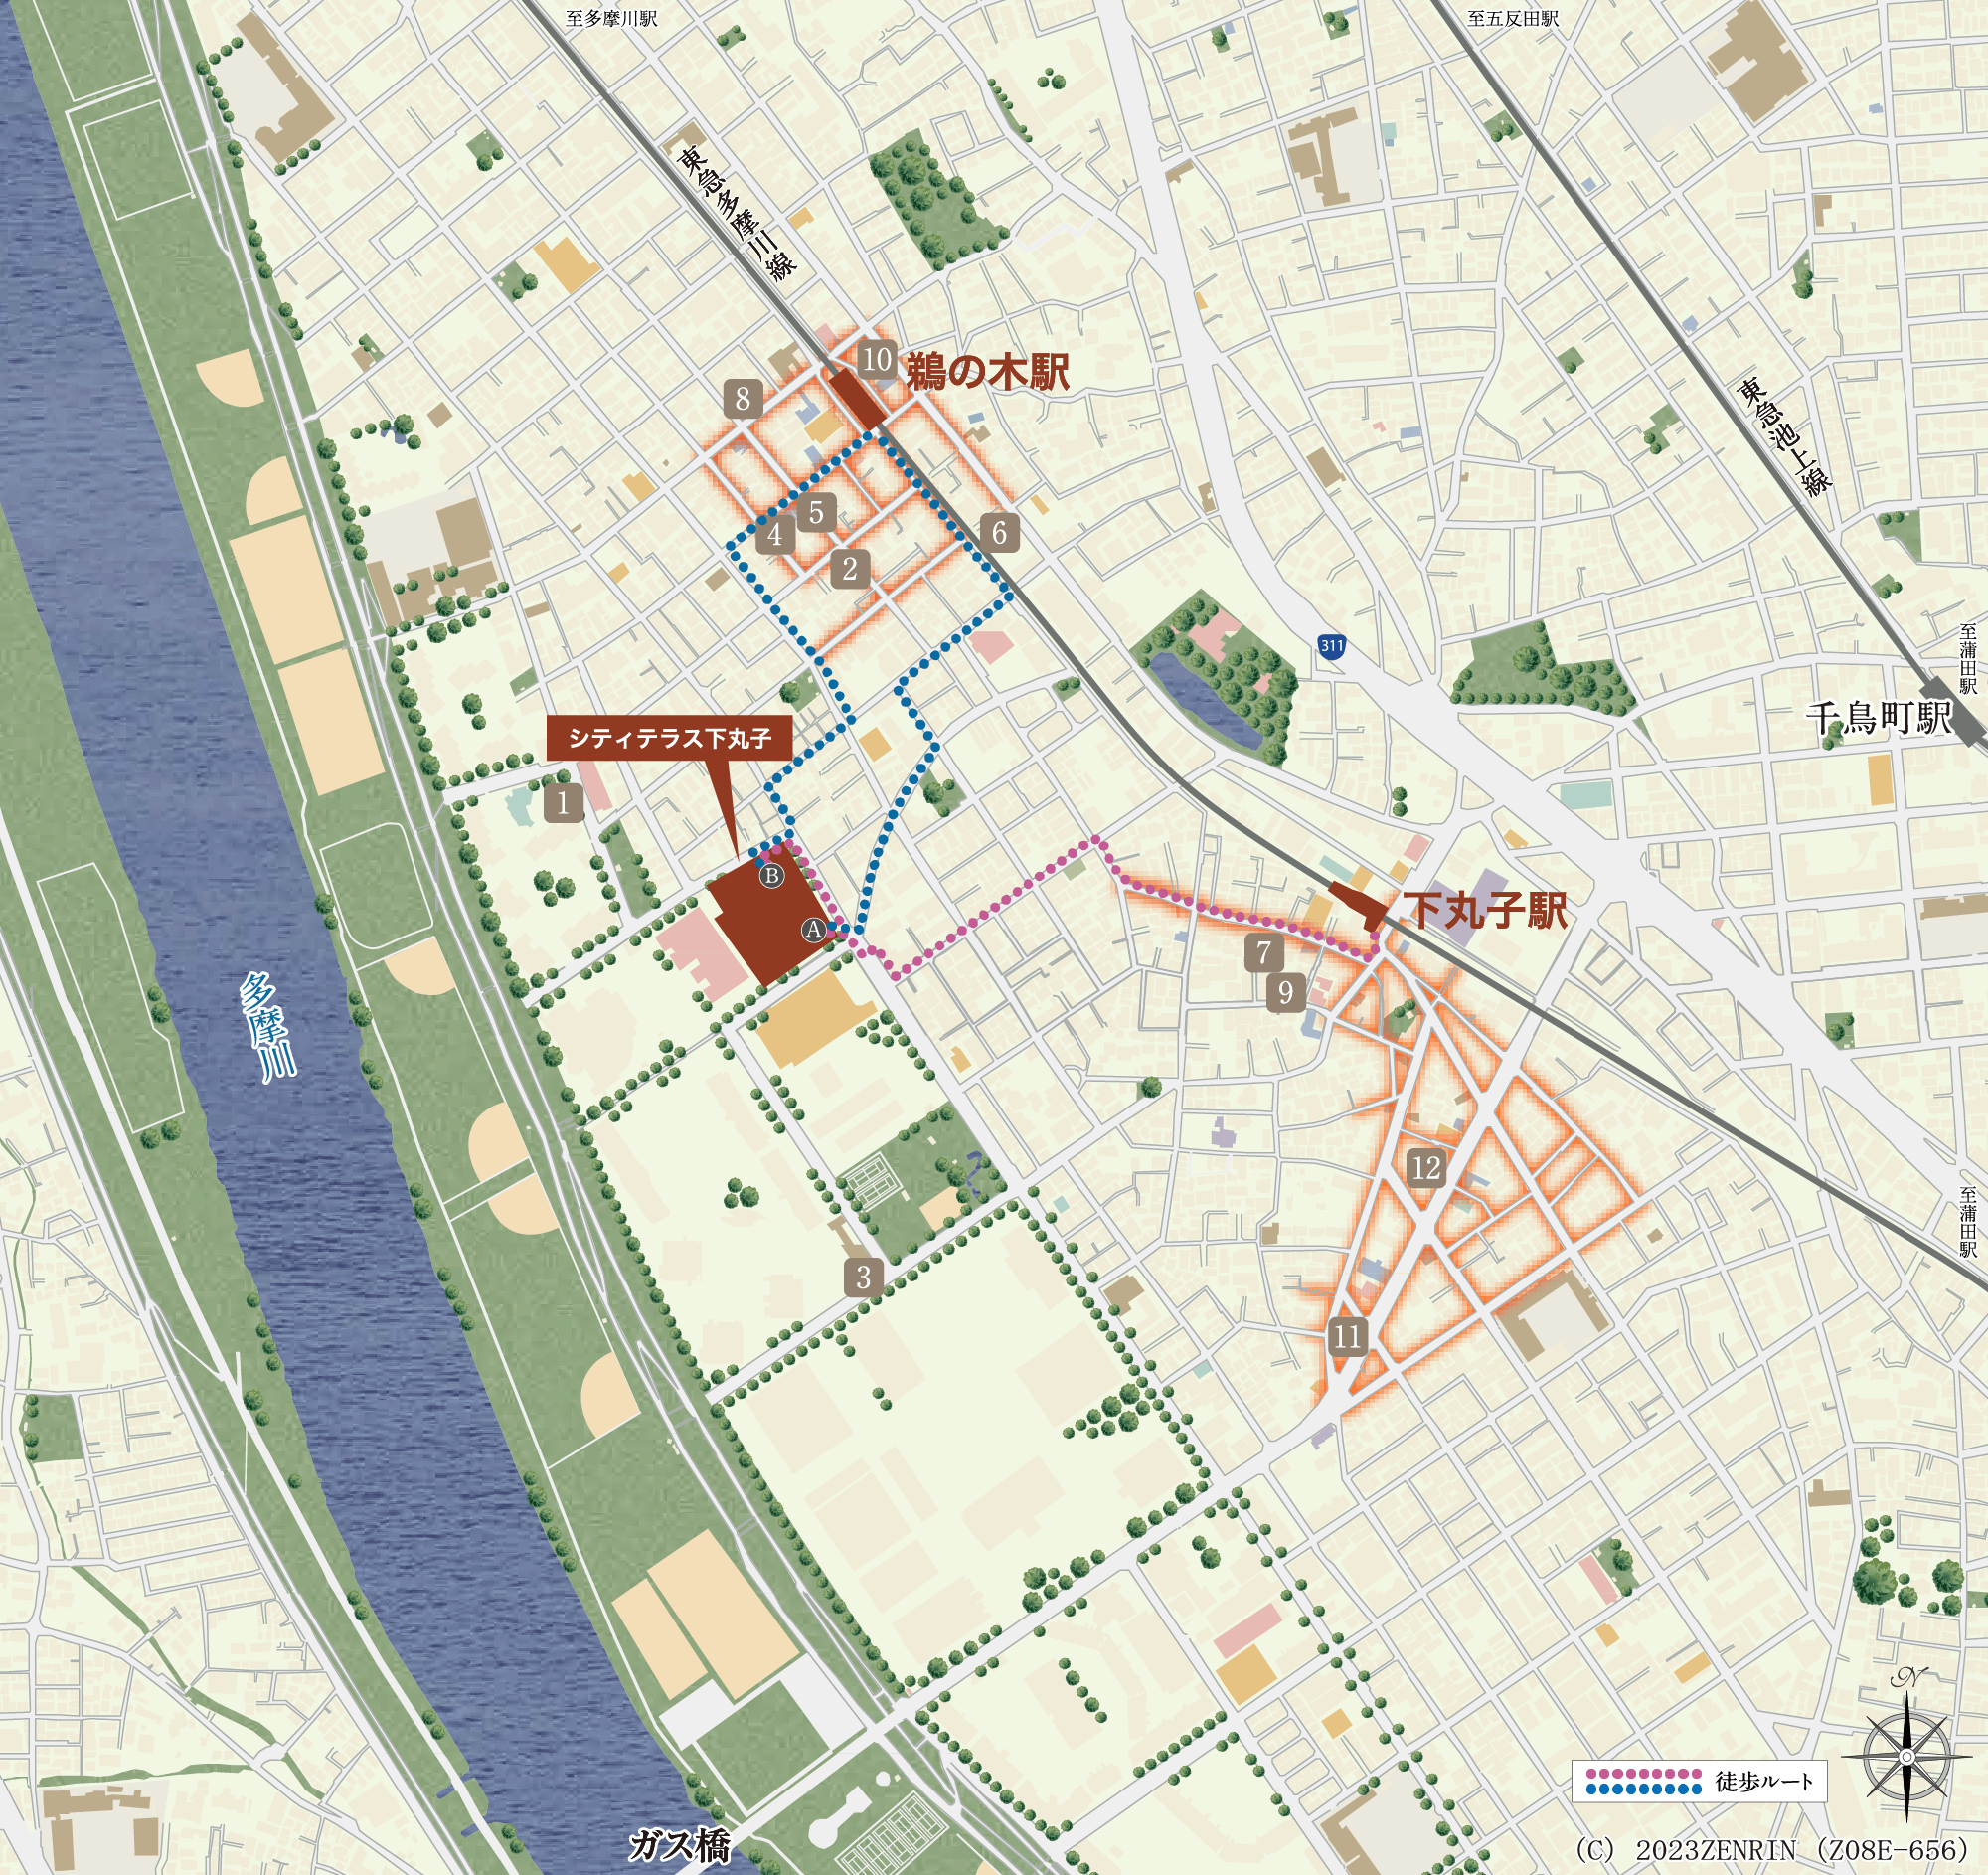 至多摩川駅
至五反田駅
東急多摩川線
10
鵜の木駅
8
東急池上線
5
4
6
2
311
至蒲田駅
千鳥町駅
シティテラス下丸子
1
B
A
下丸子駅
7
9
多摩川
12
至蒲田駅
3
11
N
徒歩ルート
ガス橋
(C) 2023ZENRIN (Z08E-656)